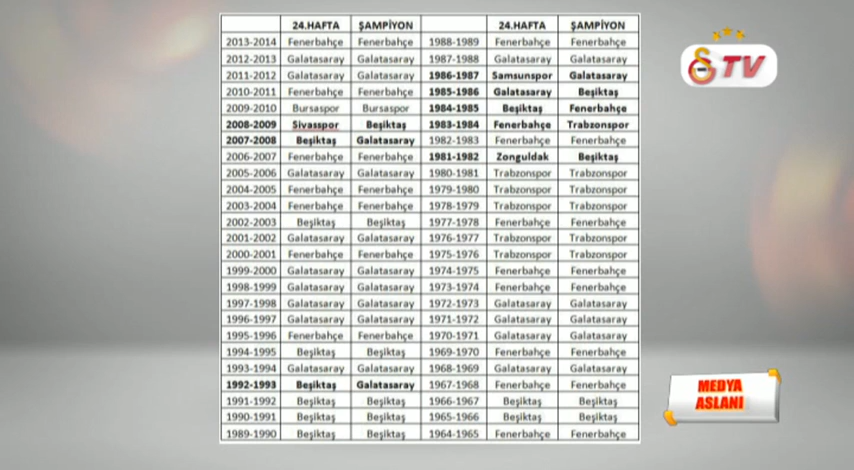 24.HAFTA ŞAMPİYON 24.HAFTA ŞAMPİYON
2013-2014 Fenerbahçe Fenerbahçe 1988-1989 Fenerbahçe Fenerbahçe
2012-2013 Galatasaray Galatasaray 1987-1988 Galatasaray Galatasaray
2011-2012 Galatasaray Galatasaray 1986-1987 Samsunspor Galatasaray
2010-2011 Fenerbahçe Fenerbahçe 1985-1986 Galatasaray Beşiktaş
2009-2010 Bursaspor Bursaspor 1984-1985 Beşiktaş Fenerbahçe
2008-2009 Sivasspor Beşiktaş 1983-1984 Fenerbahçe Trabzonspor
2007-2008 Beşiktaş Galatasaray 1982-1983 Fenerbahçe Fenerbahçe
2006-2007 Fenerbahçe Fenerbahçe 1981-1982 Zonguldak Beşiktaş
2005-2006 Galatasaray Galatasaray 1980-1981 Trabzonspor Trabzonspor
2004-2005 Fenerbahçe Fenerbahçe 1979-1980 Trabzonspor Trabzonspor
2003-2004 Fenerbahçe Fenerbahçe 1978-1979 Trabzonspor Trabzonspor
2002-2003 Beşiktaş Beşiktaş 1977-1978 Fenerbahçe Fenerbahçe
2001-2002 Galatasaray Galatasaray 1976-1977 Trabzonspor Trabzonspor
2000-2001 Fenerbahçe Fenerbahçe 1975-1976 Trabzonspor Trabzonspor
1999-2000 Galatasaray Galatasaray 1974-1975 Fenerbahçe Fenerbahçe
1998-1999 Galatasaray Galatasaray 1973-1974 Fenerbahçe Fenerbahçe
1997-1998 Galatasaray Galatasaray 1972-1973 Galatasaray Galatasaray
1996-1997 Galatasaray Galatasaray 1971-1972 Galatasaray Galatasaray
1995-1996 Fenerbahçe Fenerbahçe 1970-1971 Galatasaray Galatasaray
1994-1995 Beşiktaş Beşiktaş 1969-1970 Fenerbahçe Fenerbahçe
1993-1994 Galatasaray Galatasaray 1968-1969 Galatasaray Galatasaray
1992-1993 Beşiktaş Galatasaray 1967-1968 Fenerbahçe Fenerbahçe
1991-1992 Beşiktaş Beşiktaş 1966-1967 Beşiktaş Beşiktaş
1990-1991 Beşiktaş Beşiktaş 1965-1966 Beşiktaş Beşiktaş
1989-1990 Beşiktaş Beşiktaş 1964-1965 Fenerbahçe Fenerbahçe
TV
MEDYA
ASLANI